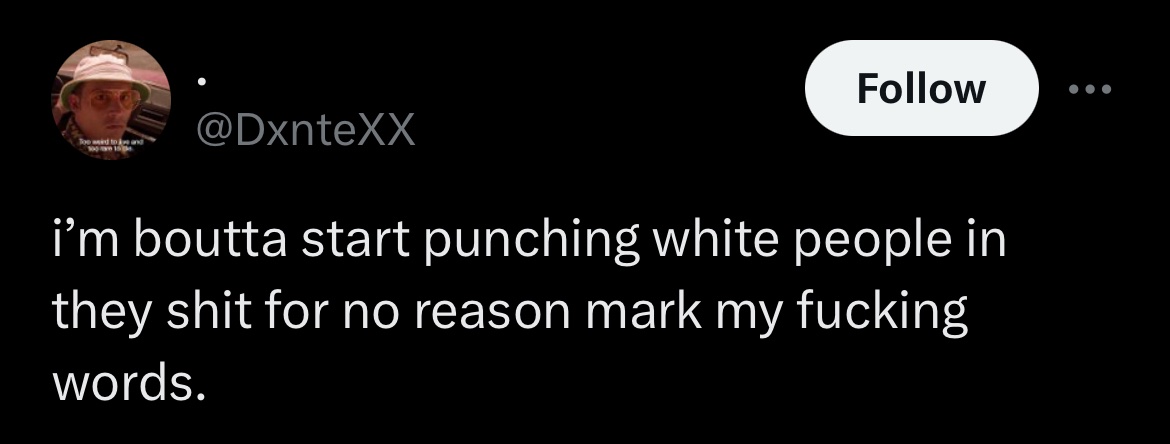 .
@DxnteXX
Follow
Too weird to live and
too rare to die.
i’m boutta start punching white people in
they shit for no reason mark my fucking
words.